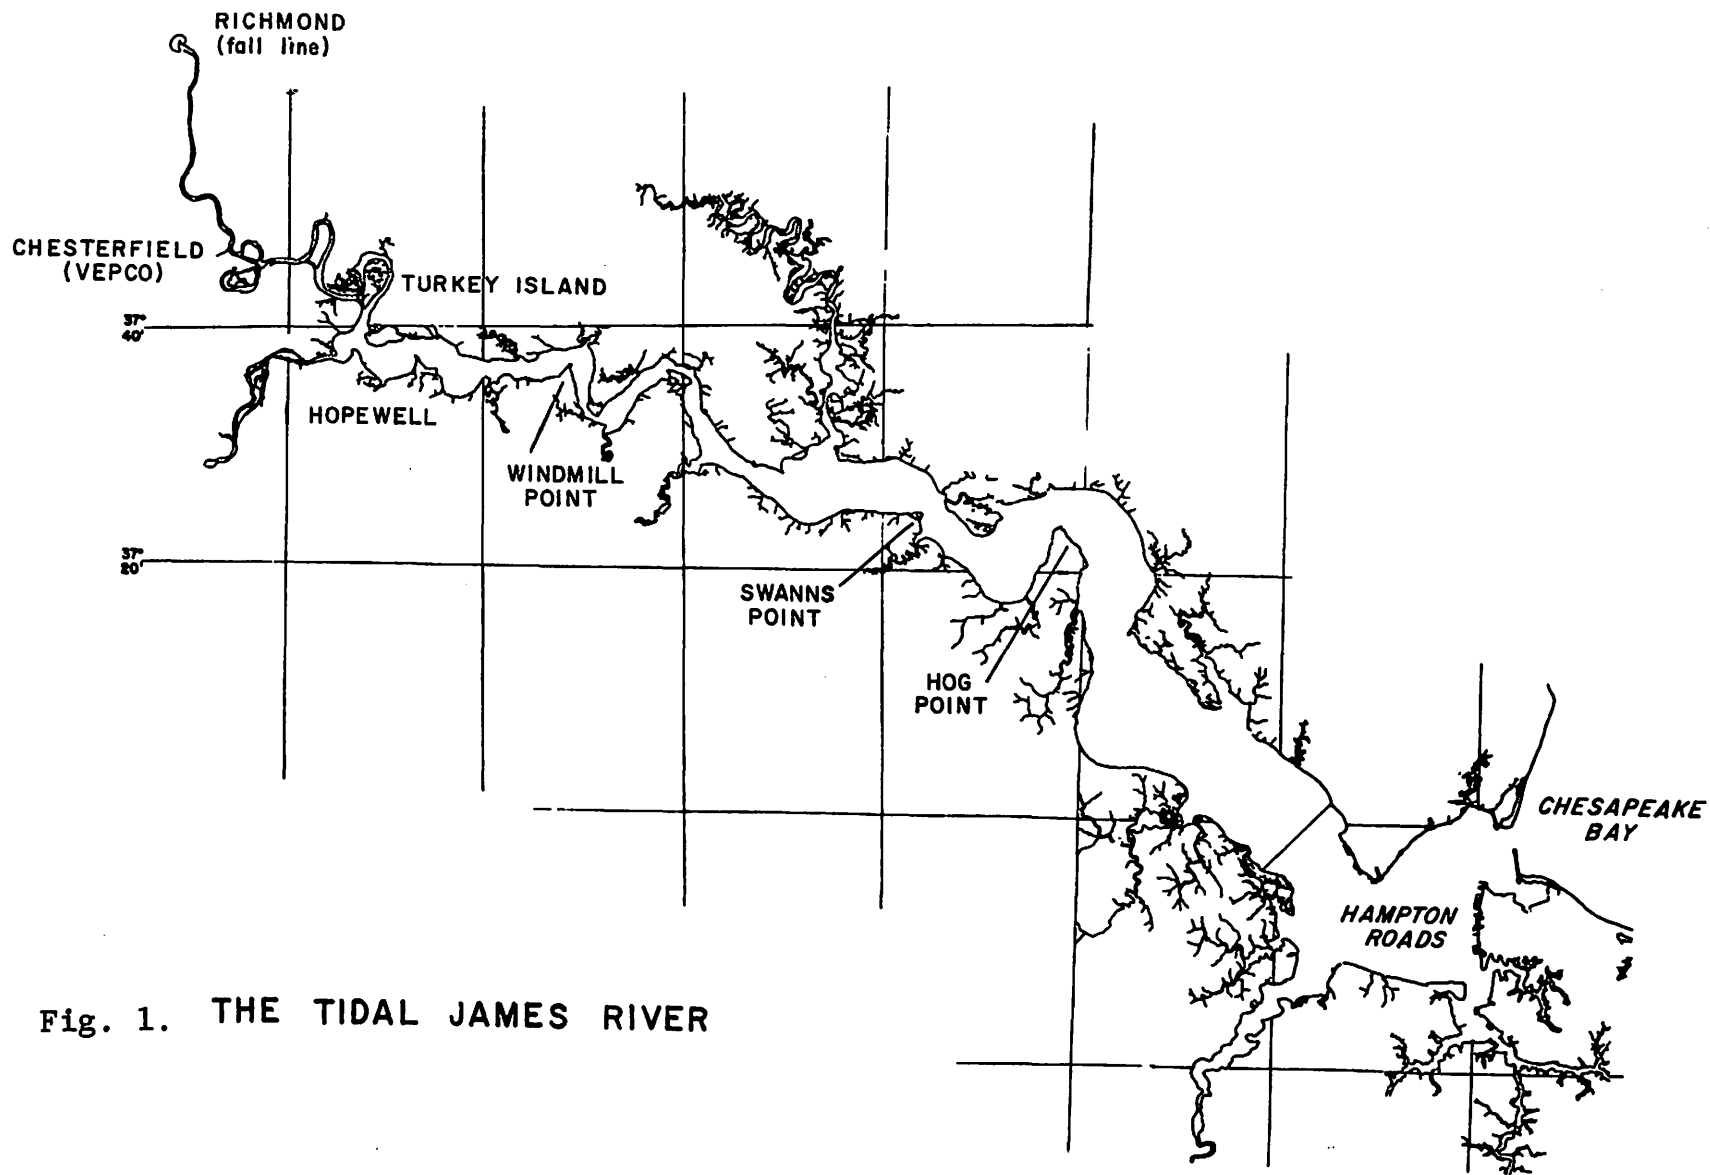 RICHMOND
(fall line)
CHESTERFIELD
(VEPCO)
TURKEY ISLAND
37°
40'
HOPEWELL
WINDMILL
POINT
37°
20'
SWANNS
POINT
HOG
POINT
CHESAPEAKE
BAY
HAMPTON
ROADS
Fig. 1. THE TIDAL JAMES RIVER